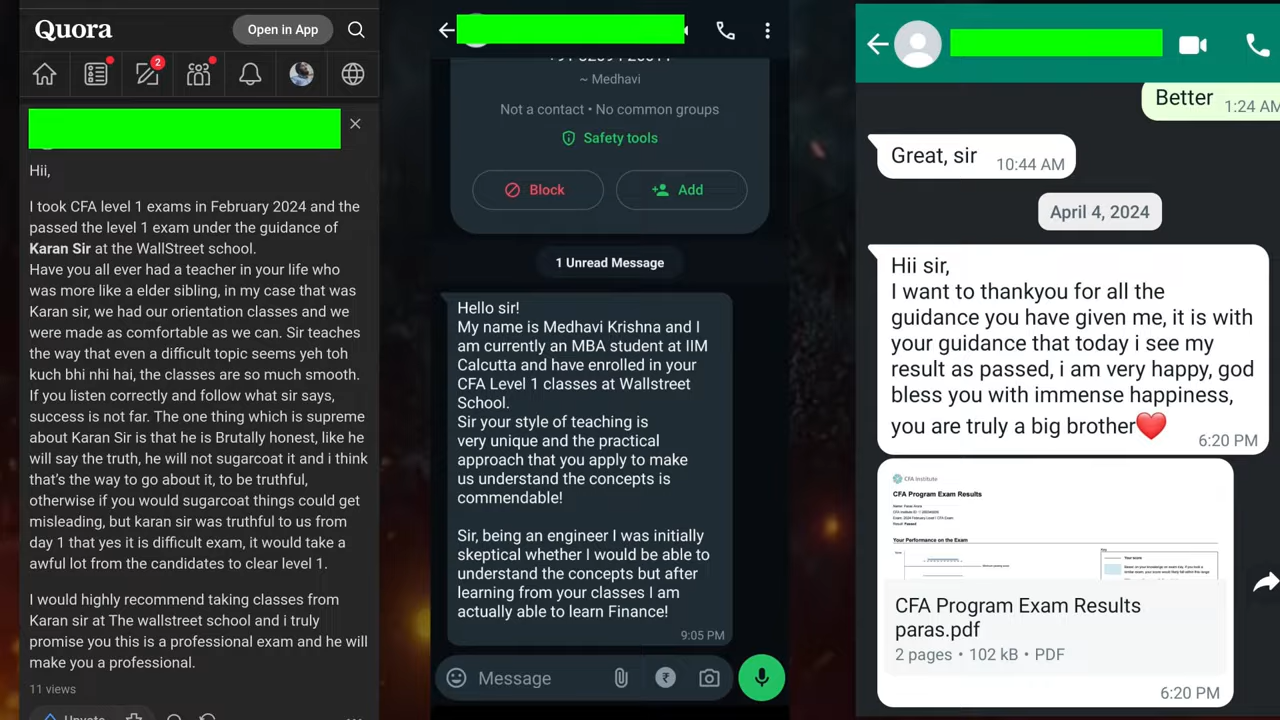 Quora
Open in App
2
Hii,
I took CFA level 1 exams in February 2024 and the
passed the level 1 exam under the guidance of
Karan Sir at the WallStreet school.
Have you all ever had a teacher in your life who
was more like a elder sibling, in my case that was
Karan sir, we had our orientation classes and we
were made as comfortable as we can. Sir teaches
the way that even a difficult topic seems yeh toh
kuch bhi nhi hai, the classes are so much smooth.
If you listen correctly and follow what sir says,
success is not far. The one thing which is supreme
about Karan Sir is that he is Brutally honest, like he
will say the truth, he will not sugarcoat it and i think
that's the way to go about it, to be truthful,
otherwise if you would sugarcoat things could get
misleading, but karan sir was truthful to us from
day 1 that yes it is difficult exam, it would take a
awful lot from thecandidate to clear level 1.
I would highly recommend taking classes from
Karan sir at The wallstreet school and i truly
promise you this is a professional exam and he will
make you a professional.
11 views
~ Medhavi
Not a contact • No common groups
Safety tools
Block
Add
1 Unread Message
Hello sir!
My name is Medhavi Krishna and I
am currently an MBA student at IIM
Calcutta and have enrolled in your
CFA Level 1 classes at Wallstreet
School.
Sir your style of teaching is
very unique and the practical
approach that you apply to make
us understand the concepts is
commendable!
Sir being an engineer I was initially
skeptical whether I would be able to
understand the concepts but after
learning from your classes I am
actually able to learn Finance!
9:05 PM
Message
Better 1:24 AM
Great, sir 10:44 AM
April 4, 2024
Hii sir,
I want to thankyou for all the
guidance you have given me, it is with
your guidance that today i see my
result as passed, i am very happy, god
bless you with immense happiness,
you are truly a big brother❤️
6:20 PM
CFA Institute
CFA Program Exam Results
Your Performance on the Exam
CFA Program Exam Results
paras.pdf
2 pages • 102 kB • PDF
6:20 PM